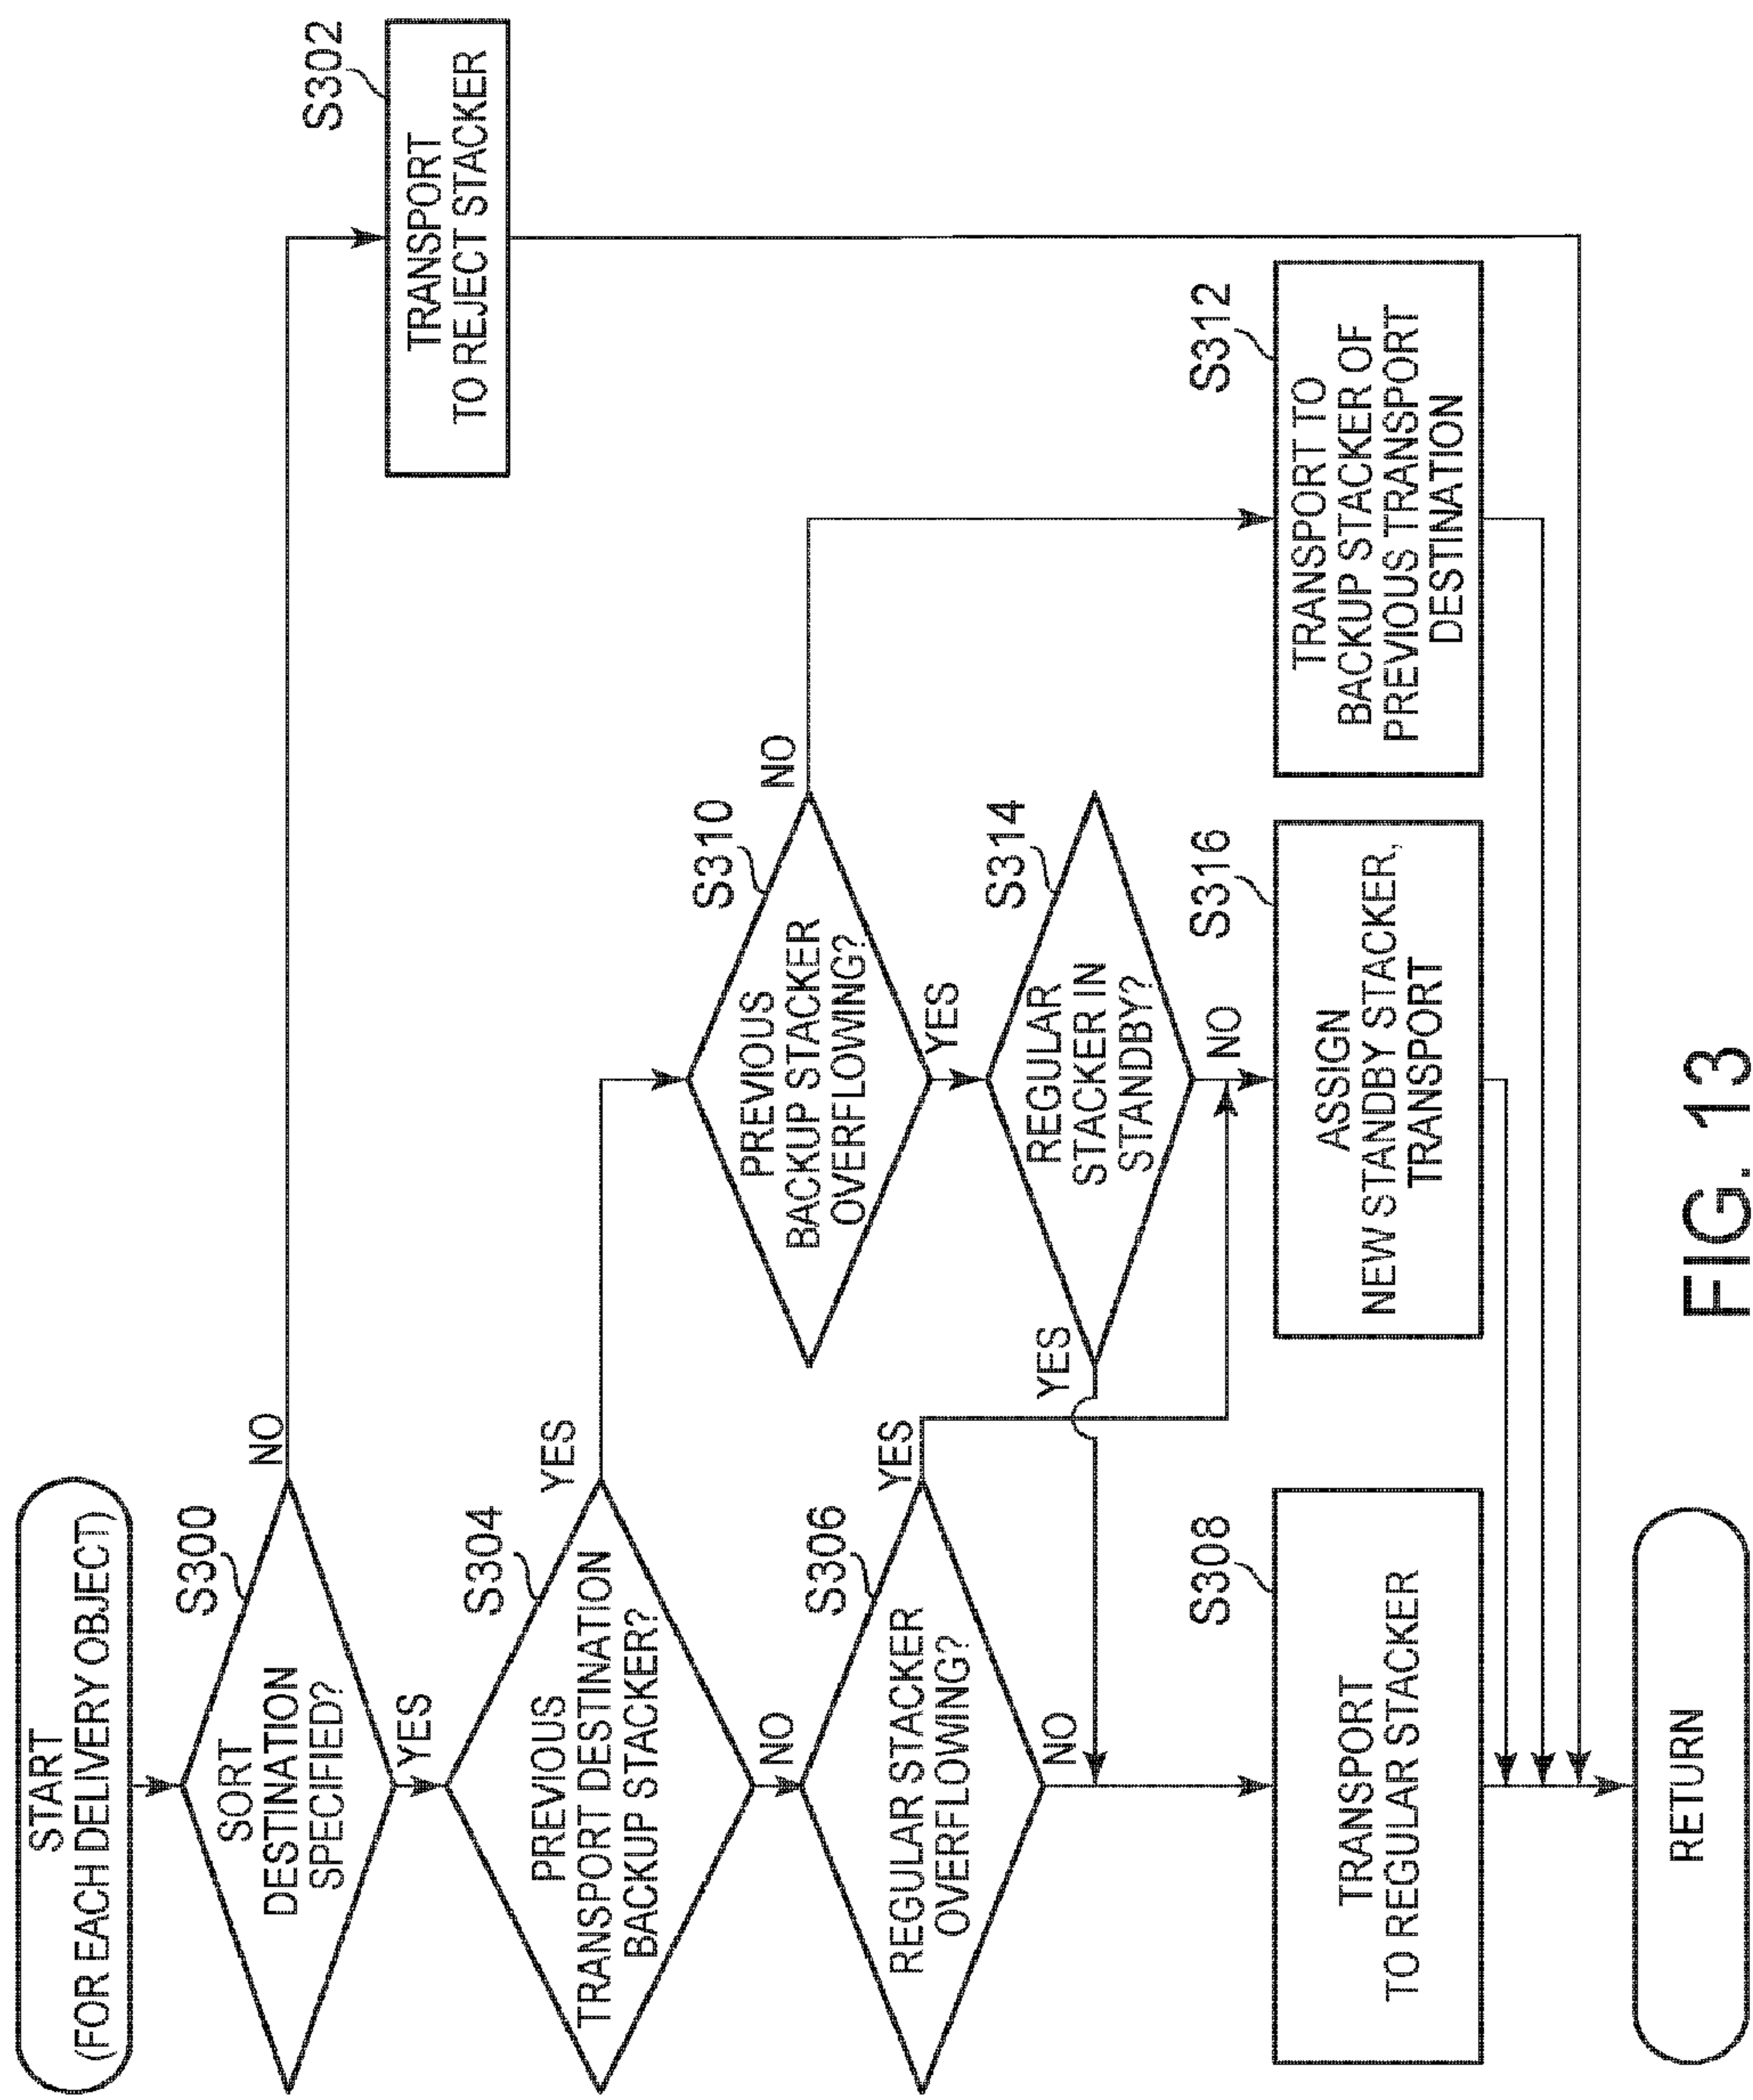 START
(FOR EACH DELIVERY OBJECT)
S300
SORT
DESTINATION
SPECIFIED?
NO
YES
S302
TRANSPORT
TO REJECT STACKER
S304
PREVIOUS
TRANSPORT DESTINATION
BACKUP STACKER?
YES
NO
S306
REGULAR STACKER
OVERFLOWING?
YES
NO
S310
PREVIOUS
BACKUP STACKER
OVERFLOWING?
NO
YES
S314
REGULAR
STACKER IN
STANDBY?
YES
NO
S308
TRANSPORT
TO REGULAR STACKER
S316
ASSIGN
NEW STANDBY STACKER,
TRANSPORT
S312
TRANSPORT TO
BACKUP STACKER OF
PREVIOUS TRANSPORT
DESTINATION
RETURN
FIG. 13